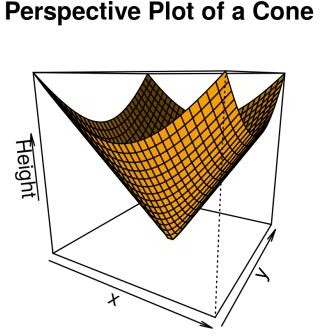 Perspective Plot of a Cone
Height
x
y